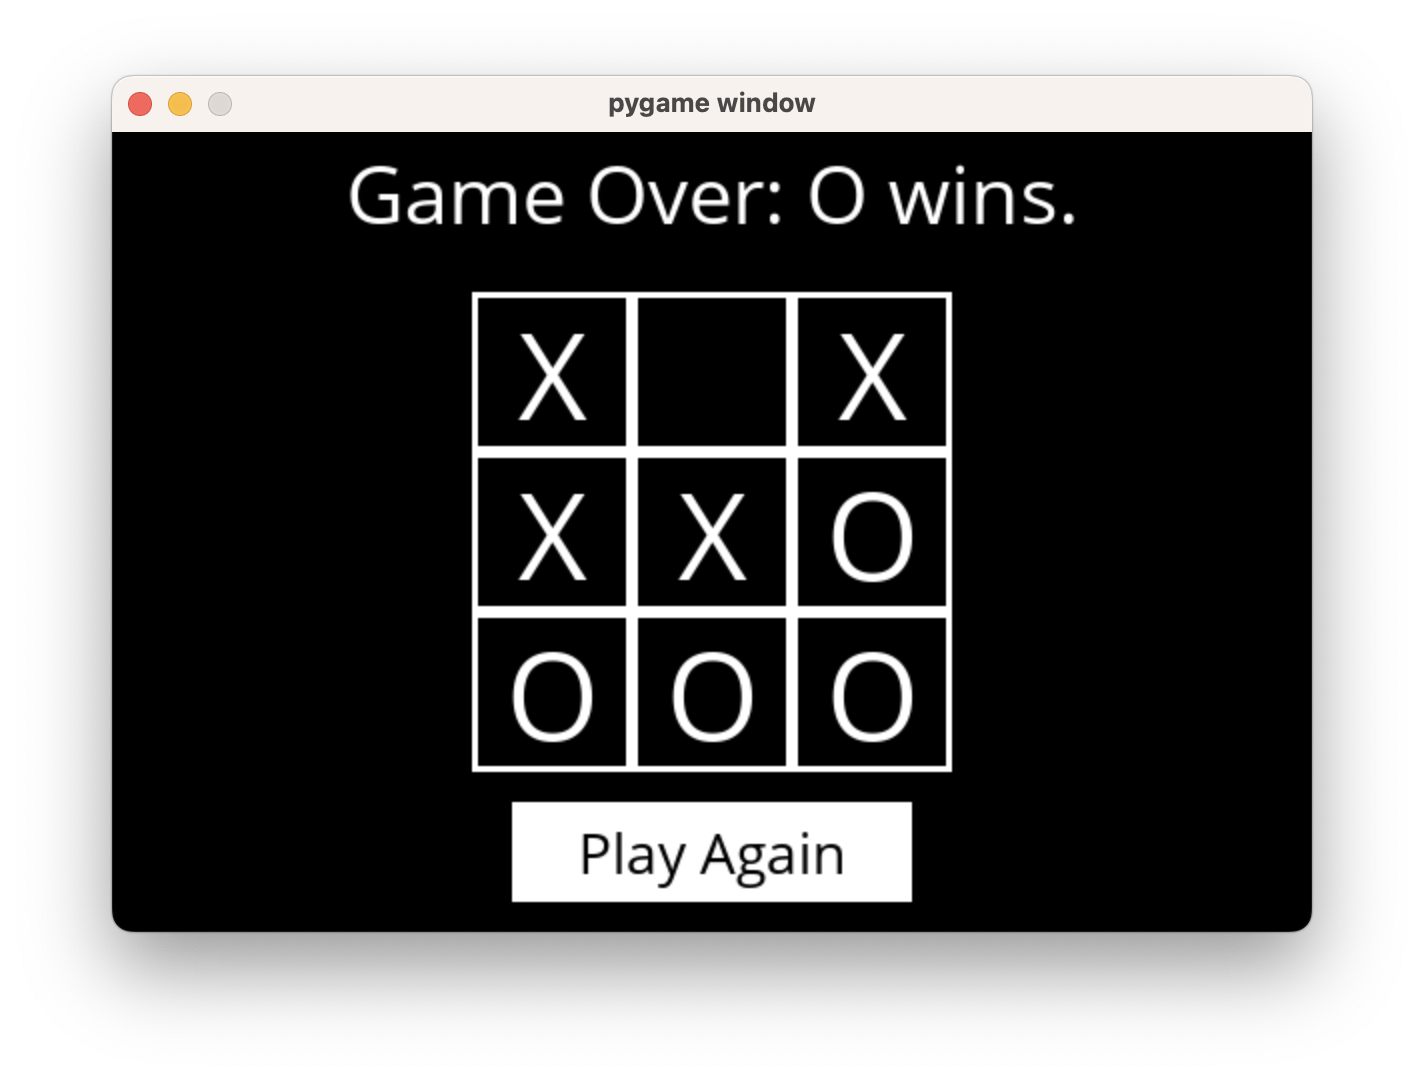 pygame window
Game Over: O wins.
X X
X X O
O O O
Play Again